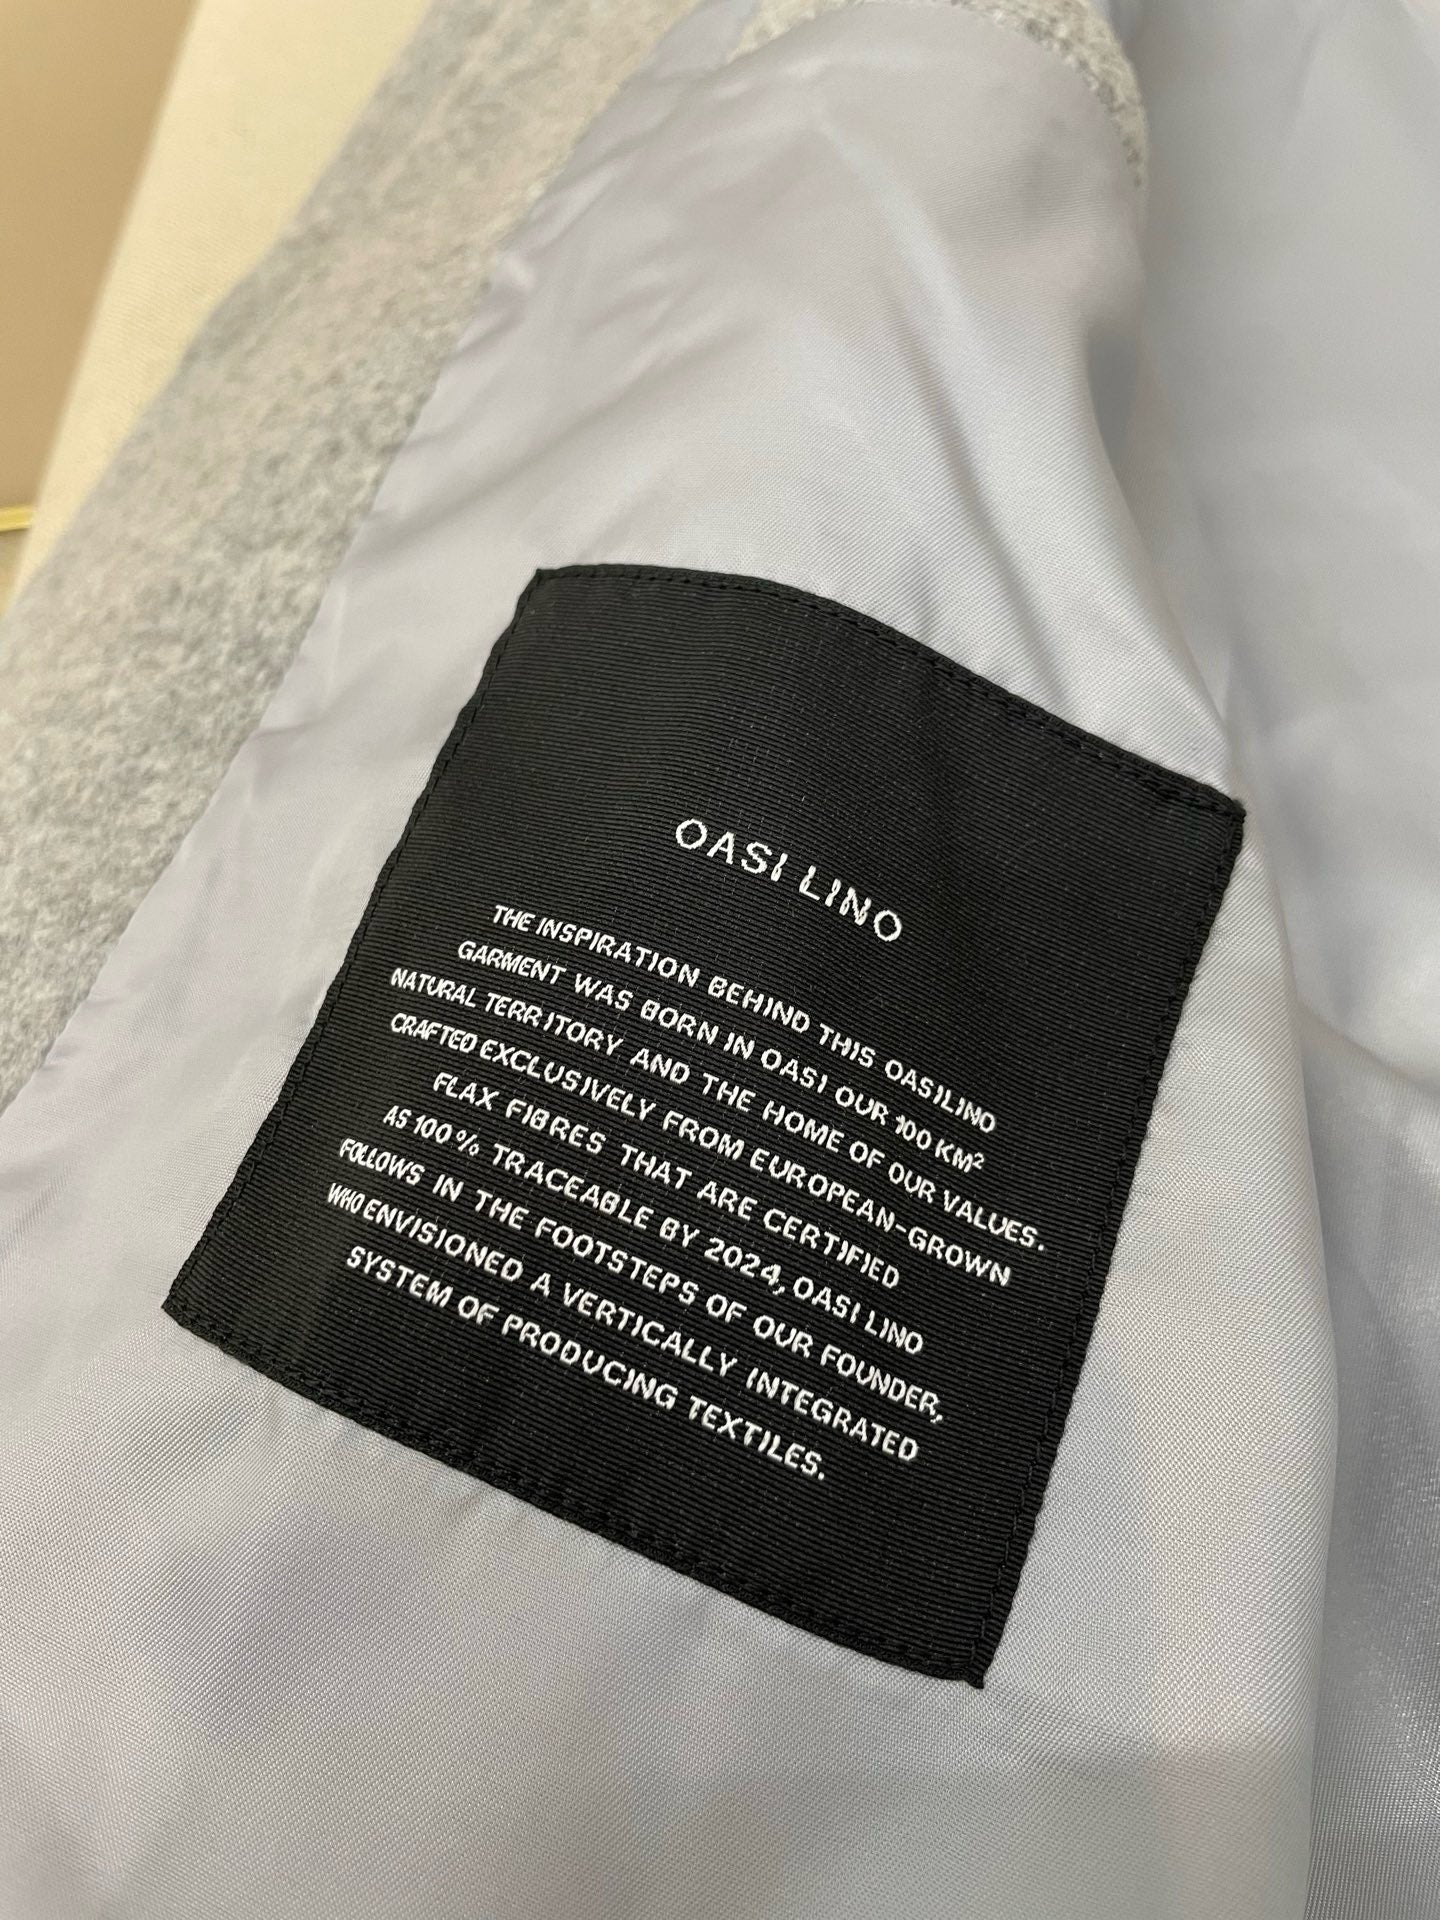 OASI LINO
THE INSPIRATION BEHIND THIS OASILINO
GARMENT WAS BORN IN OASI OUR 100 KM²
NATURAL TERRITORY AND THE HOME OF OUR VALUES.
CRAFTED EXCLUSIVELY FROM EUROPEAN-GROWN
FLAX FIBRES THAT ARE CERTIFIED
AS 100% TRACEABLE BY 2024, OASI LINO
FOLLOWS IN THE FOOTSTEPS OF OUR FOUNDER,
WHO ENVISIONED A VERTICALLY INTEGRATED
SYSTEM OF PRODUCING TEXTILES.